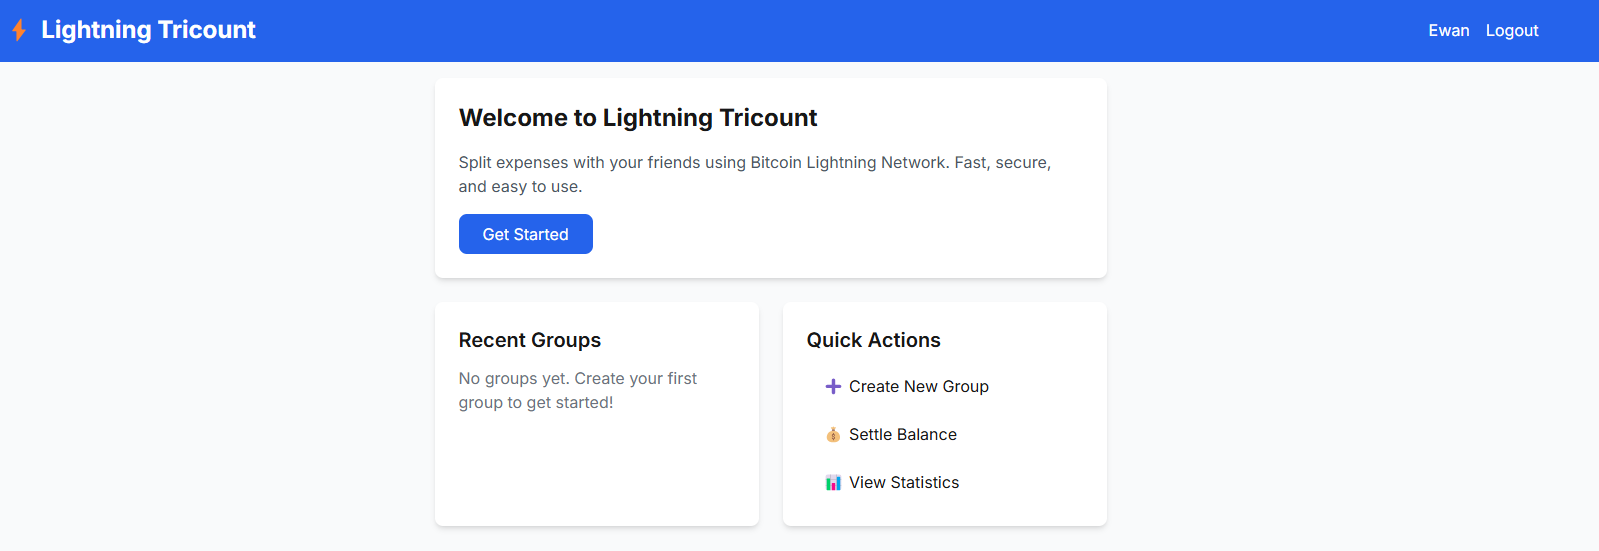 Lightning Tricount
Ewan Logout
Welcome to Lightning Tricount
Split expenses with your friends using Bitcoin Lightning Network. Fast, secure,
and easy to use.
Get Started
Recent Groups
No groups yet. Create your first
group to get started!
Quick Actions
Create New Group
Settle Balance
View Statistics